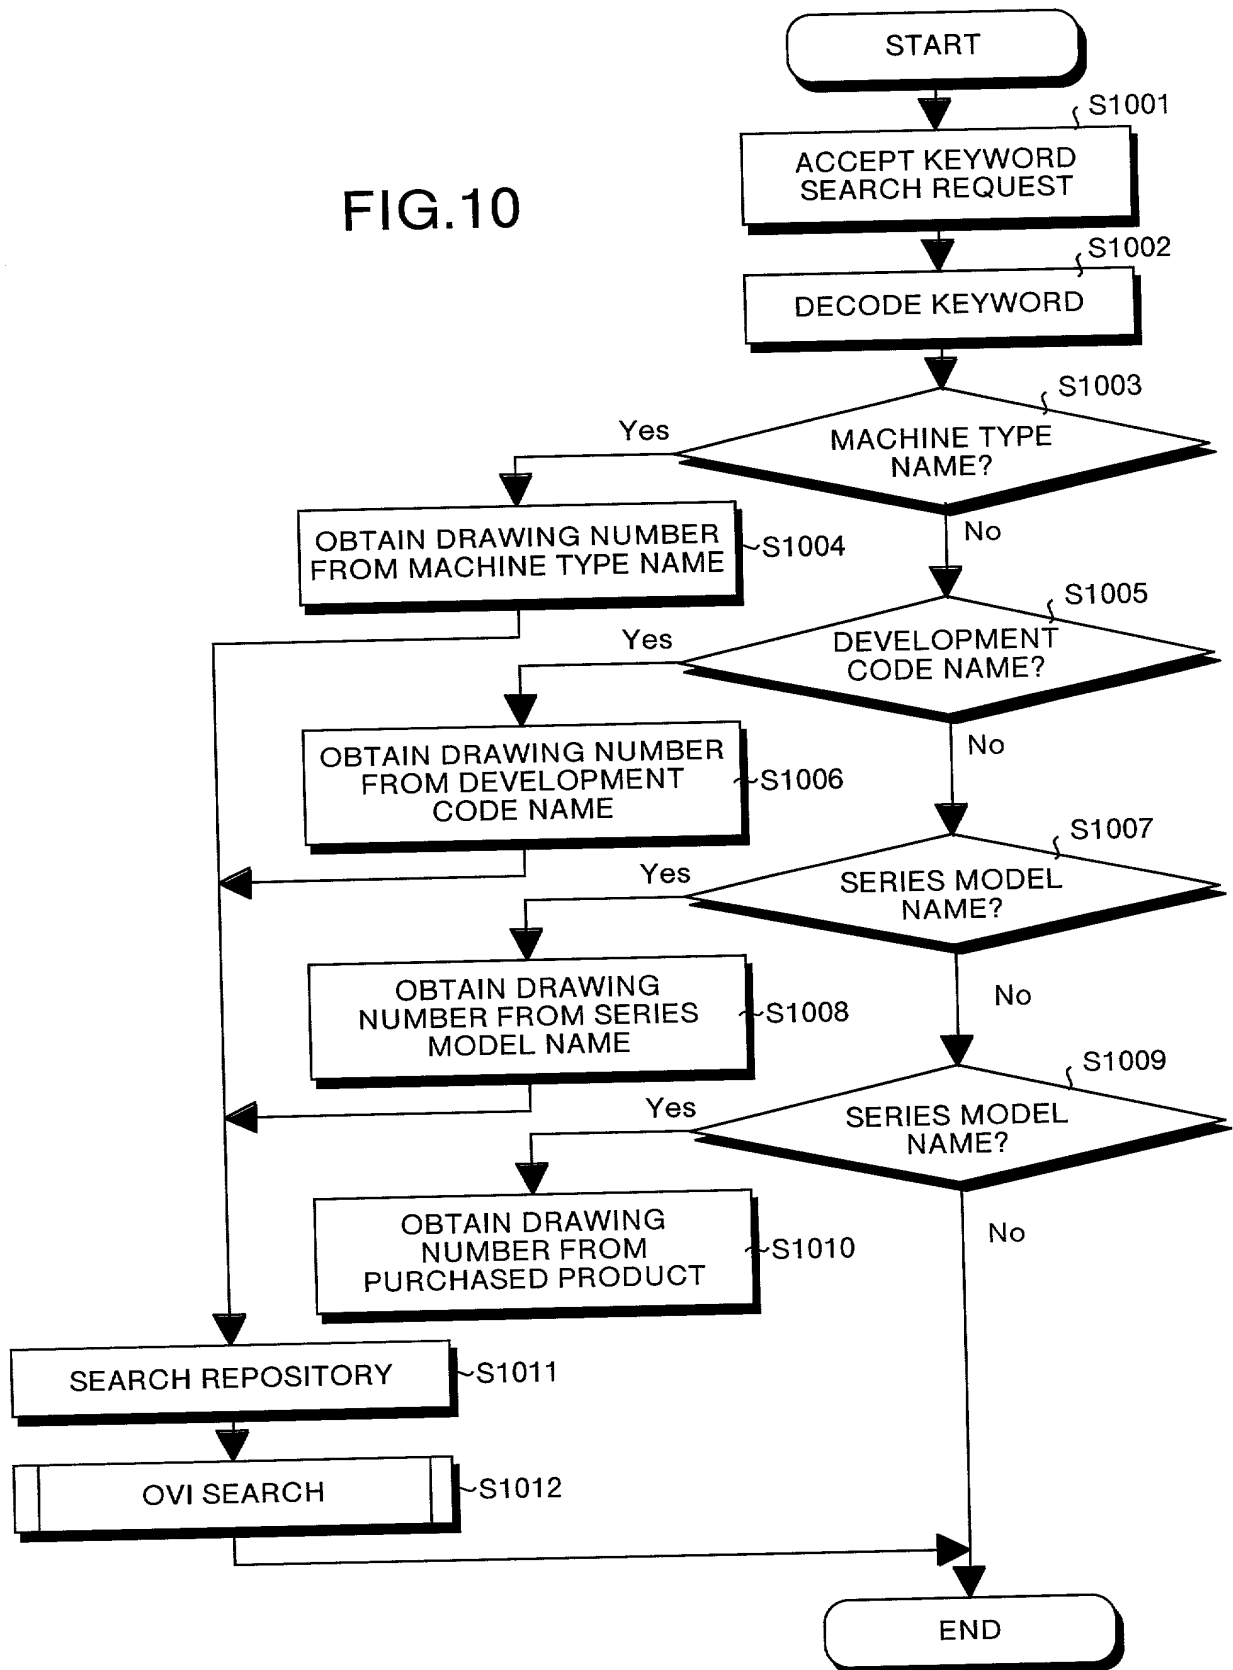 START
S1001
ACCEPT KEYWORD
SEARCH REQUEST
FIG.10
S1002
DECODE KEYWORD
S1003
Yes
MACHINE TYPE
NAME?
No
OBTAIN DRAWING NUMBER
FROM MACHINE TYPE NAME
S1004
S1005
Yes
DEVELOPMENT
CODE NAME?
No
OBTAIN DRAWING NUMBER
FROM DEVELOPMENT
CODE NAME
S1006
S1007
Yes
SERIES MODEL
NAME?
No
OBTAIN DRAWING
NUMBER FROM SERIES
MODEL NAME
S1008
S1009
Yes
SERIES MODEL
NAME?
No
OBTAIN DRAWING
NUMBER FROM
PURCHASED PRODUCT
S1010
SEARCH REPOSITORY
S1011
OVI SEARCH
S1012
END